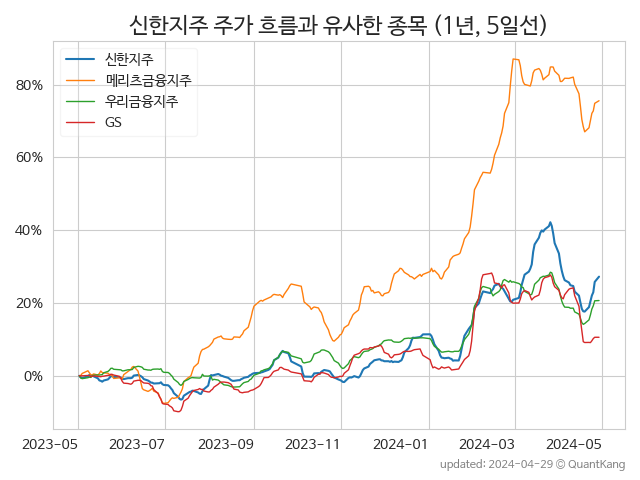 신한지주 주가 흐름과 유사한 종목 (1년, 5일선)
신한지주
메리츠금융지주
우리금융지주
GS
80%
60%
40%
20%
0%
2023-05 2023-07 2023-09 2023-11 2024-01 2024-03 2024-05
updated: 2024-04-29 © QuantKang